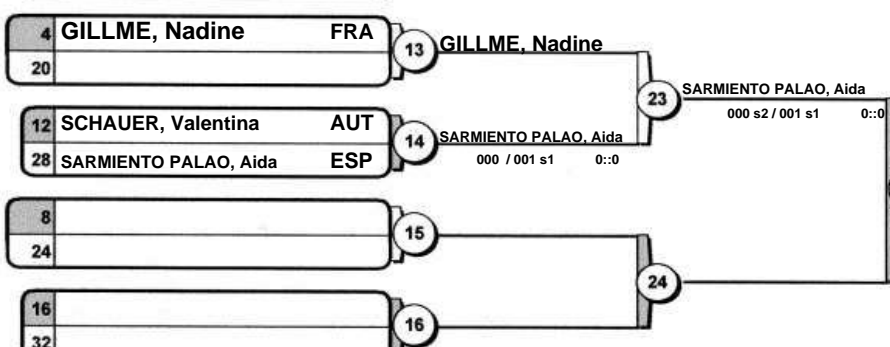 4 GILLME, Nadine FRA
20
13
GILLME, Nadine
12 SCHAUER, Valentina AUT
28 SARMIENTO PALAO, Aida ESP
14
SARMIENTO PALAO, Aida
000 / 001 s1 0::0
23
SARMIENTO PALAO, Aida
000 s2 / 001 s1 0::0
8
24
15
16
32
16
24